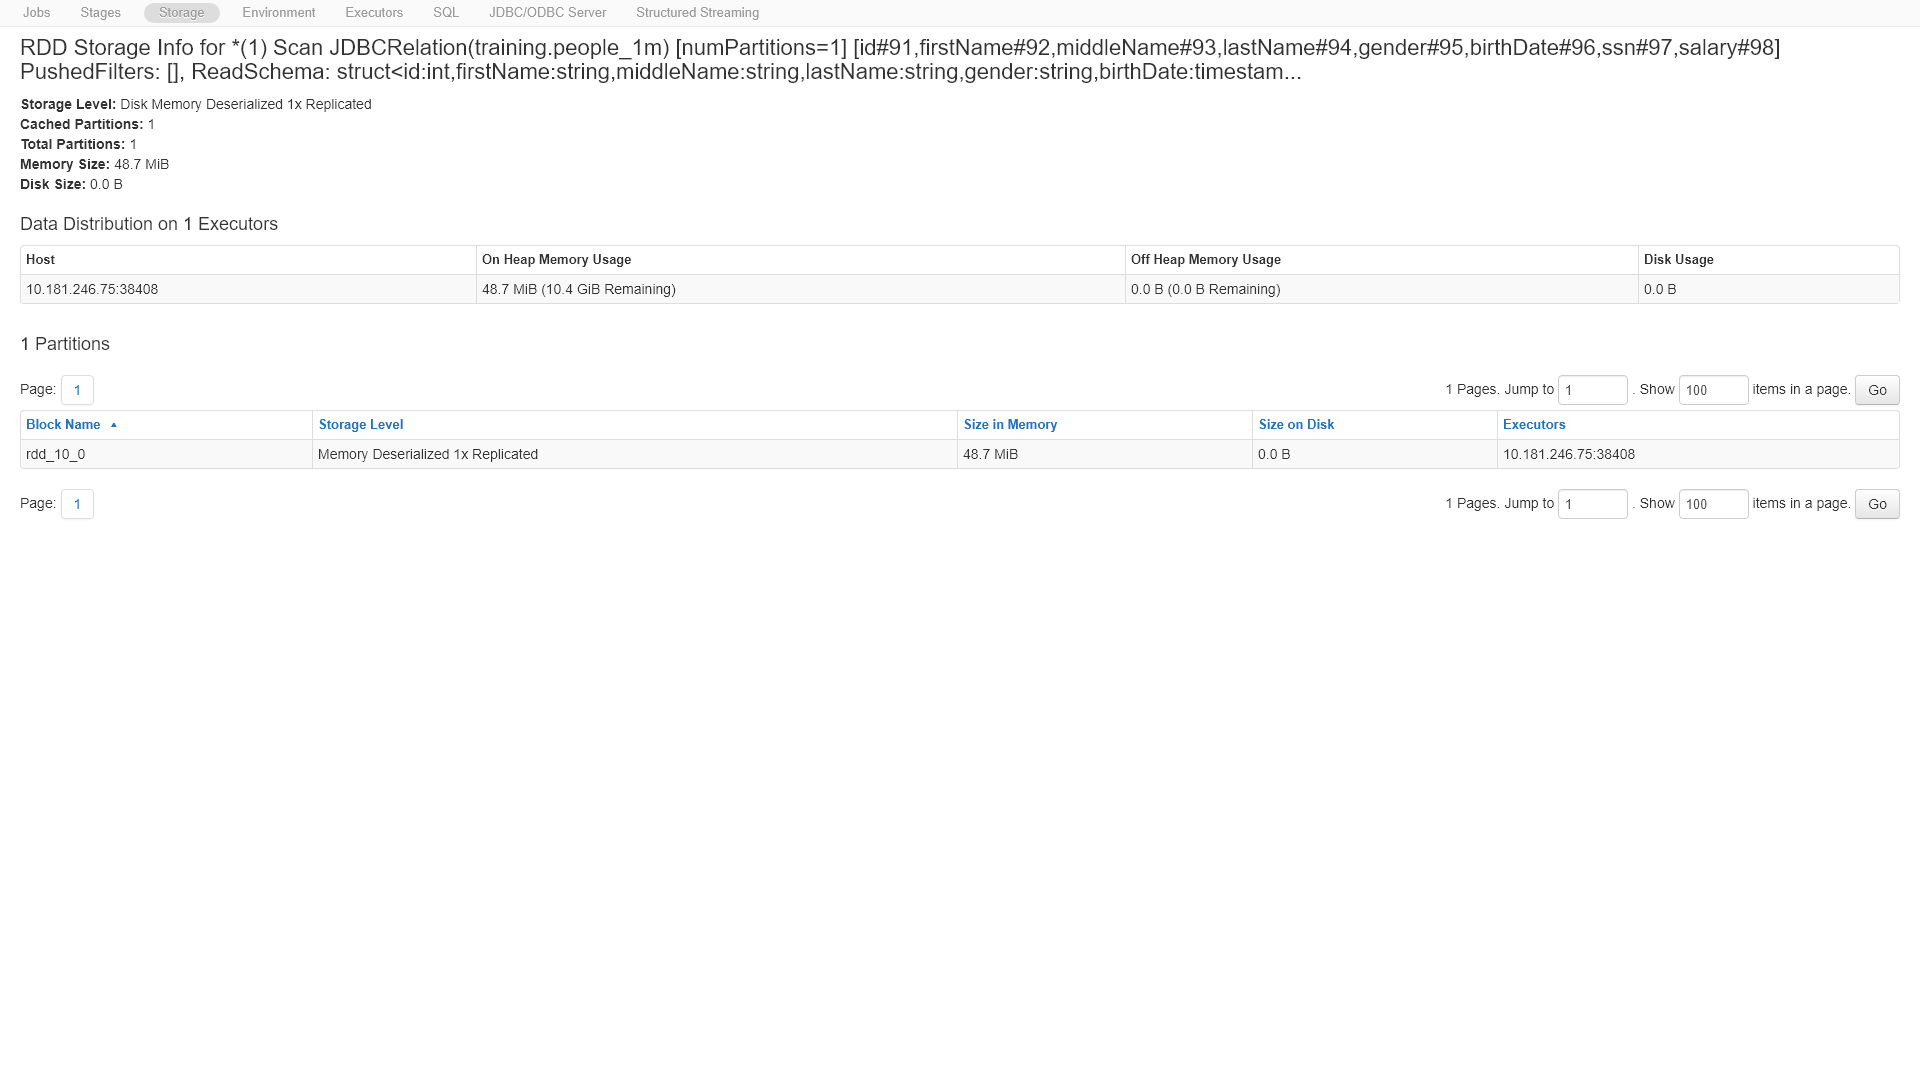 Jobs Stages Storage Environment Executors SQL JDBC/ODBC Server Structured Streaming
RDD Storage Info for *(1) Scan JDBCRelation(training.people_1m) [numPartitions=1] [id#91,firstName#92,middleName#93,lastName#94,gender#95,birthDate#96,ssn#97,salary#98]
PushedFilters: [], ReadSchema: struct<id:int,firstName:string,middleName:string,lastName:string,gender:string,birthDate:timestam...
Storage Level: Disk Memory Deserialized 1x Replicated
Cached Partitions: 1
Total Partitions: 1
Memory Size: 48.7 MiB
Disk Size: 0.0 B
Data Distribution on 1 Executors
Host On Heap Memory Usage Off Heap Memory Usage Disk Usage
10.181.246.75:38408 48.7 MiB (10.4 GiB Remaining) 0.0 B (0.0 B Remaining) 0.0 B
1 Partitions
Page: 1 1 Pages. Jump to 1 . Show 100 items in a page. Go
Block Name ▲ Storage Level Size in Memory Size on Disk Executors
rdd_10_0 Memory Deserialized 1x Replicated 48.7 MiB 0.0 B 10.181.246.75:38408
Page: 1 1 Pages. Jump to 1 . Show 100 items in a page. Go